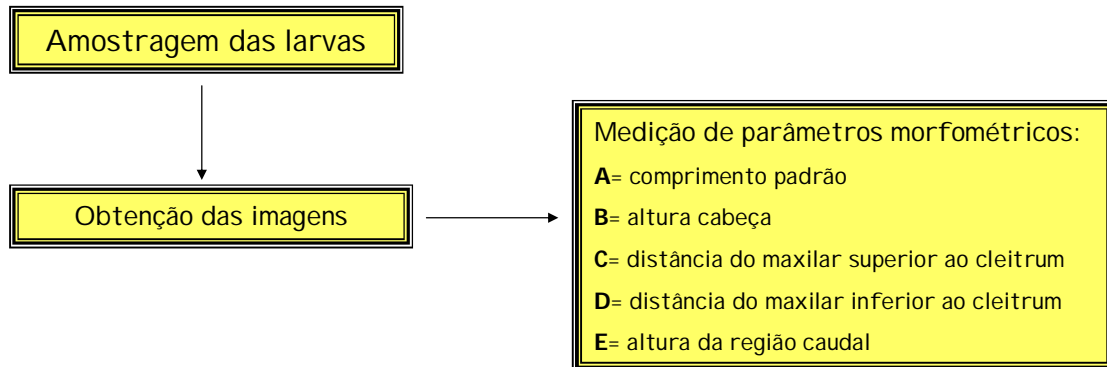 Amostragem das larvas
Obtenção das imagens
Medição de parâmetros morfométricos:
A= comprimento padrão
B= altura cabeça
C= distância do maxilar superior ao cleitrum
D= distância do maxilar inferior ao cleitrum
E= altura da região caudal